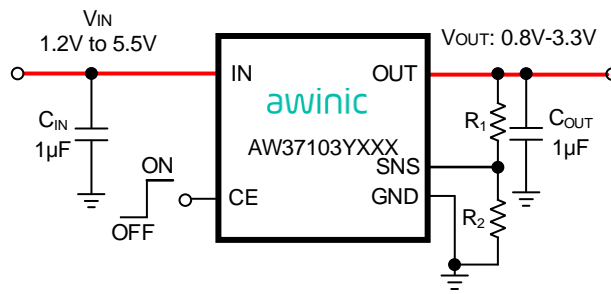 VIN
1.2V to 5.5V
VOUT: 0.8V-3.3V
IN
OUT
awinic
CIN
1µF
R1
COUT
1µF
AW37103YXXX
ON
SNS
CE
GND
OFF
R2